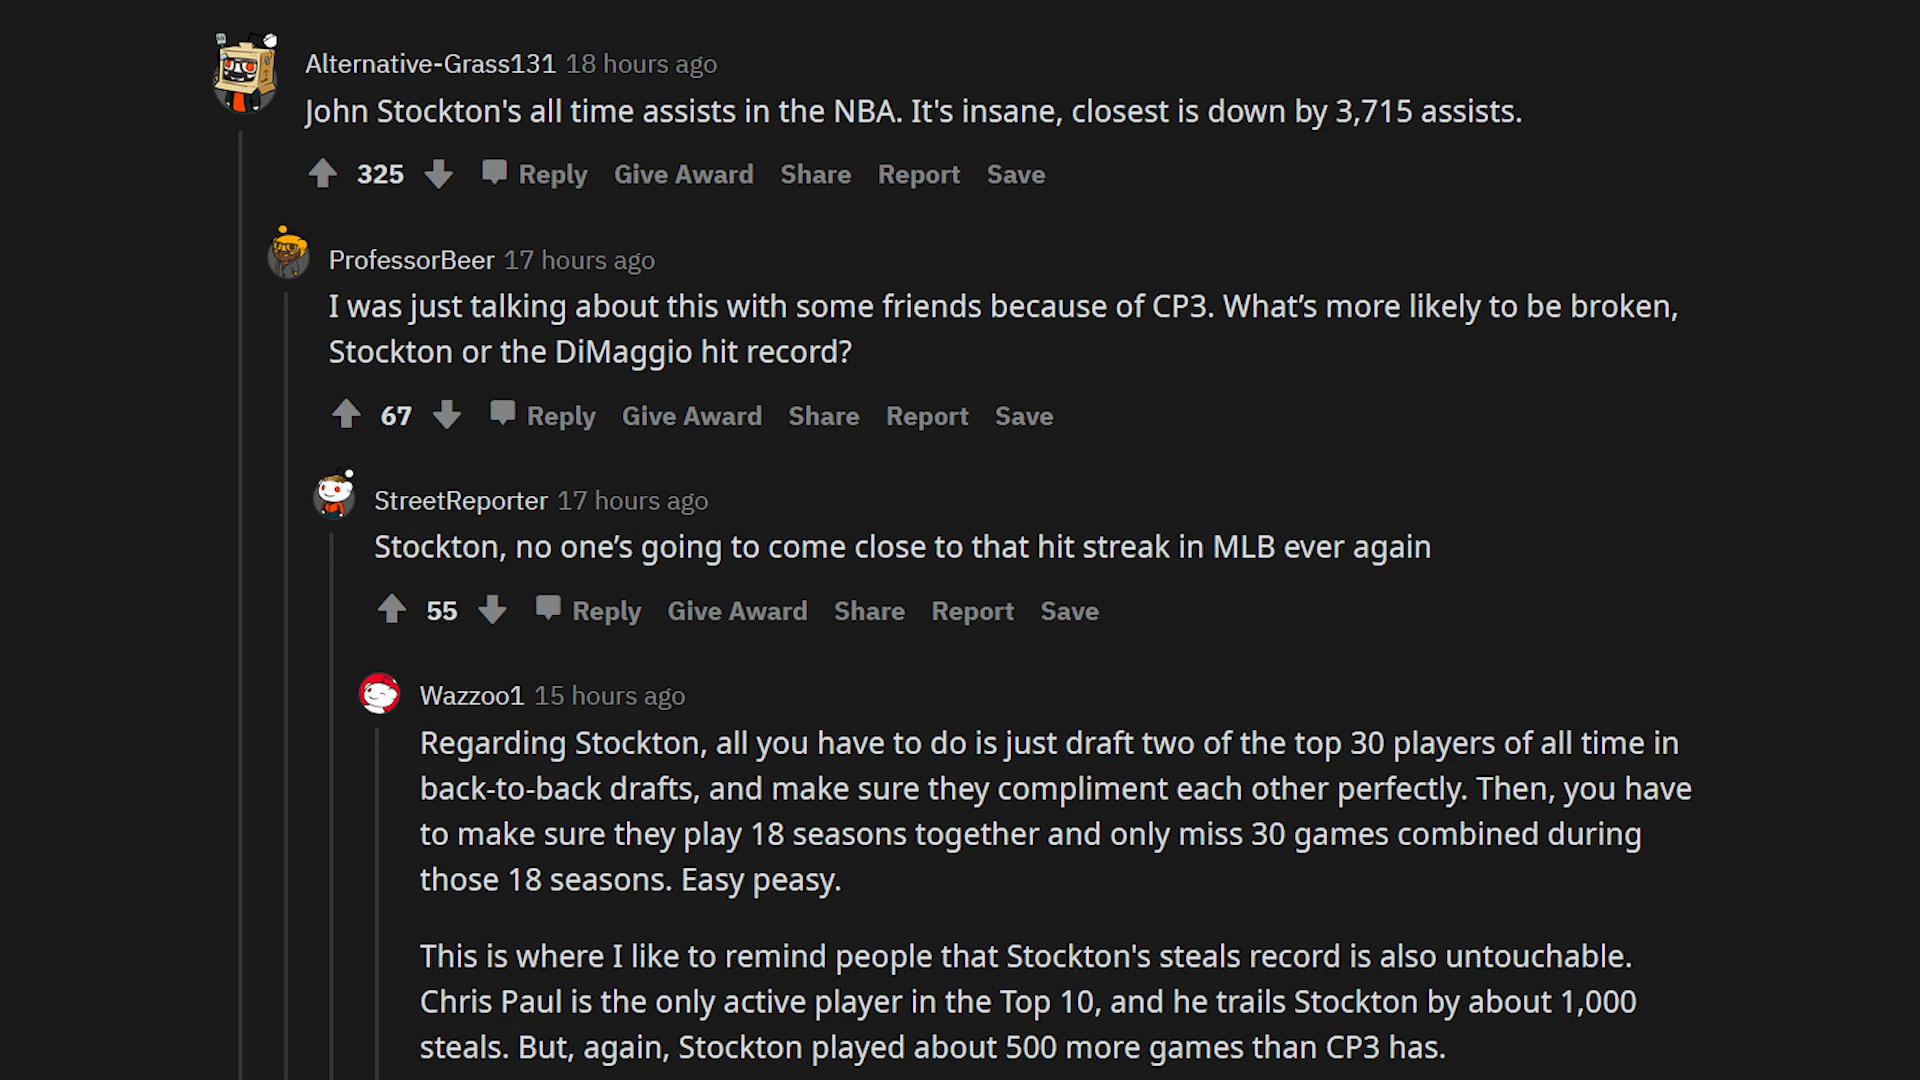 Alternative-Grass131 18 hours ago
John Stockton's all time assists in the NBA. It's insane, closest is down by 3,715 assists.
325 Reply Give Award Share Report Save
ProfessorBeer 17 hours ago
I was just talking about this with some friends because of CP3. What’s more likely to be broken,
Stockton or the DiMaggio hit record?
67 Reply Give Award Share Report Save
StreetReporter 17 hours ago
Stockton, no one’s going to come close to that hit streak in MLB ever again
55 Reply Give Award Share Report Save
Wazzoo1 15 hours ago
Regarding Stockton, all you have to do is just draft two of the top 30 players of all time in
back-to-back drafts, and make sure they compliment each other perfectly. Then, you have
to make sure they play 18 seasons together and only miss 30 games combined during
those 18 seasons. Easy peasy.
This is where I like to remind people that Stockton's steals record is also untouchable.
Chris Paul is the only active player in the Top 10, and he trails Stockton by about 1,000
steals. But, again, Stockton played about 500 more games than CP3 has.